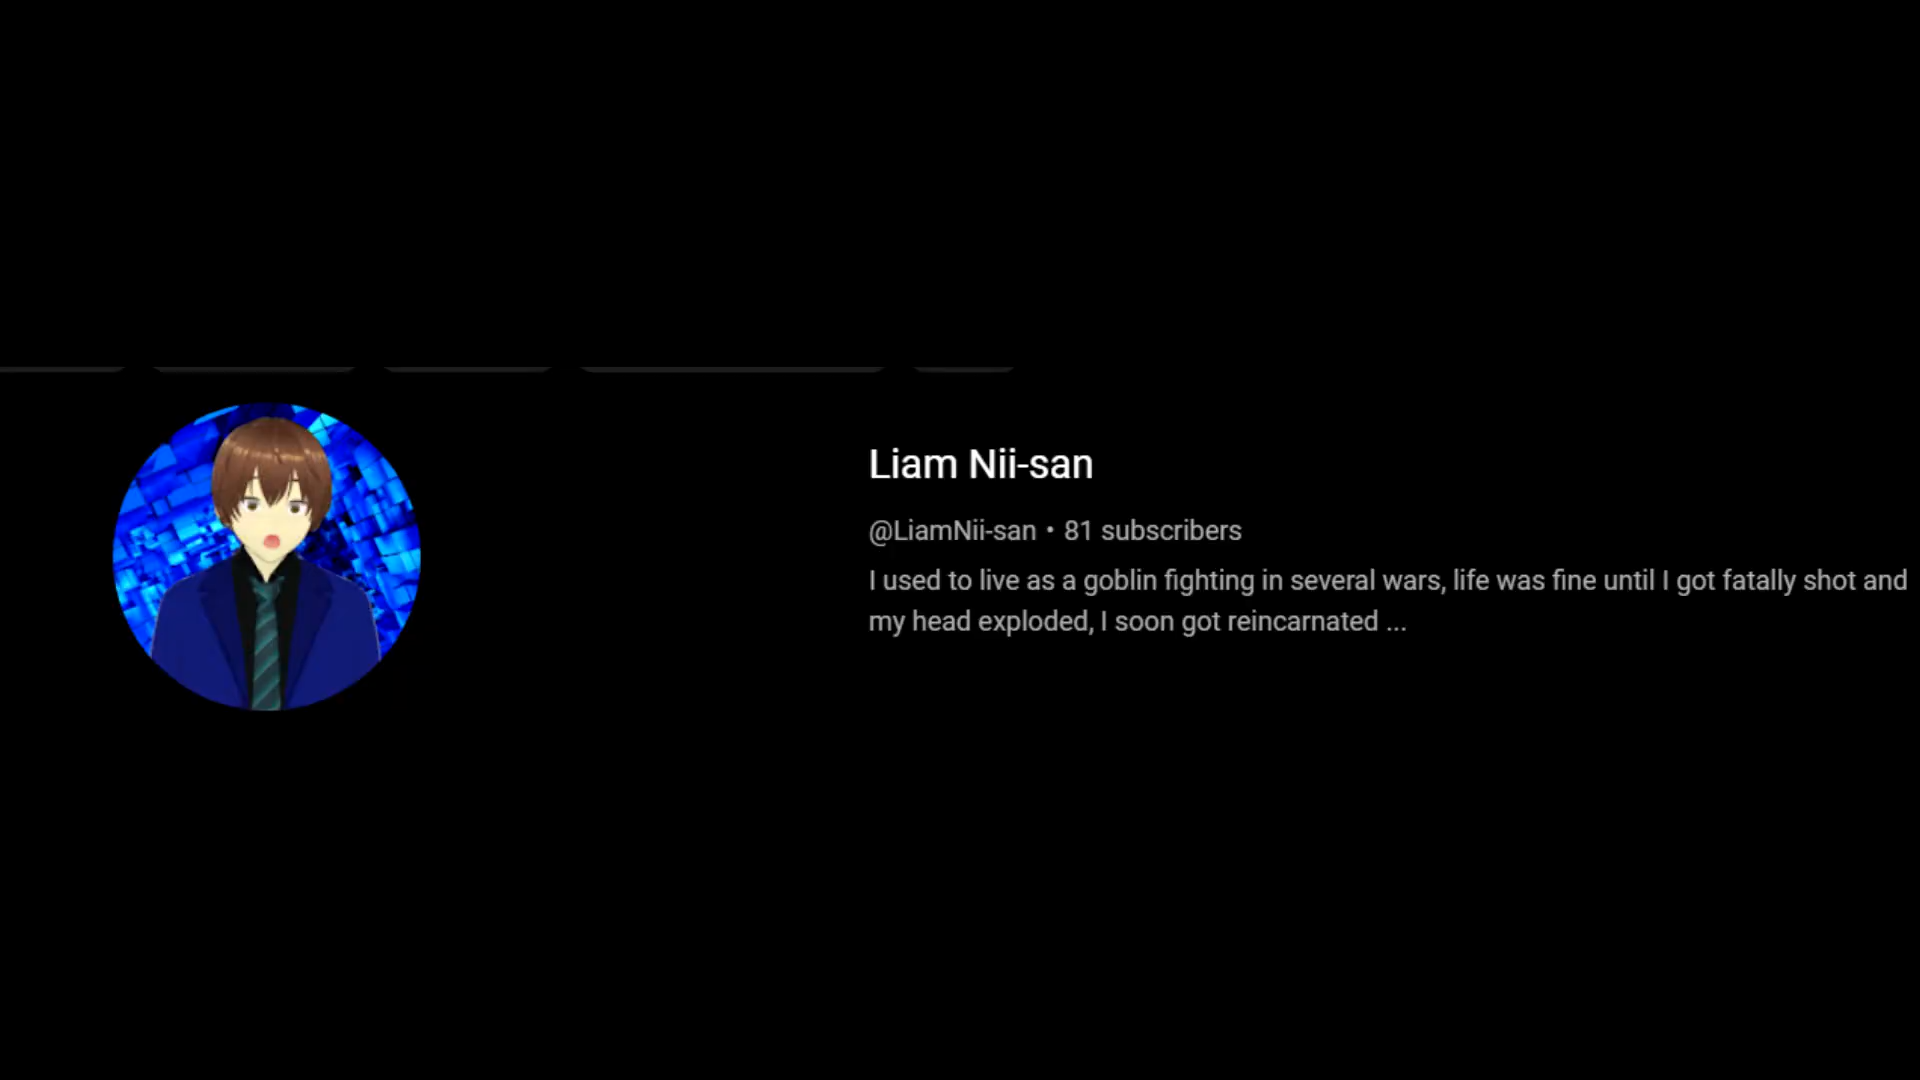 Liam Nii-san
@LiamNii-san • 81 subscribers
I used to live as a goblin fighting in several wars, life was fine until I got fatally shot and
my head exploded, I soon got reincarnated ...